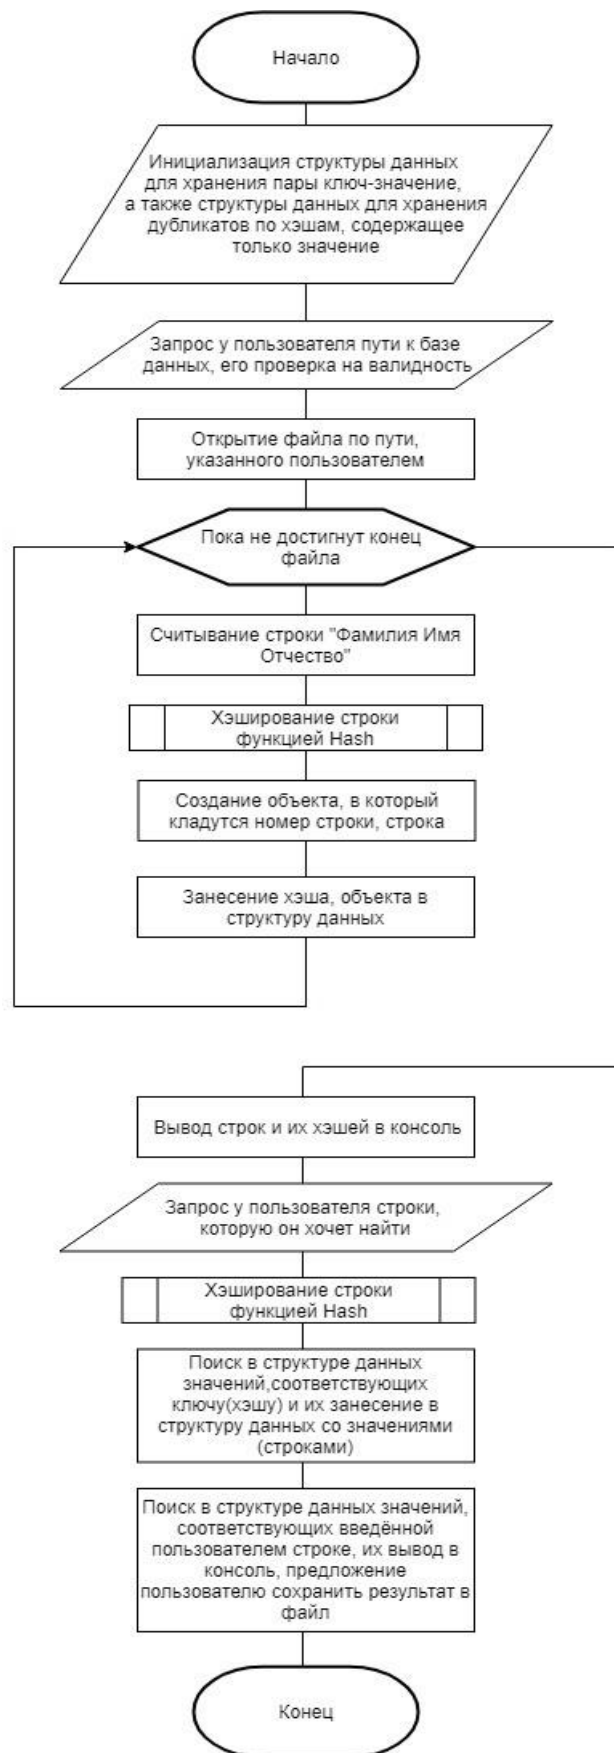 Начало
Инициализация структуры данных
для хранения пары ключ-значение,
а также структуры данных для хранения
дубликатов по хэшам, содержащее
только значение
Запрос у пользователя пути к базе
данных, его проверка на валидность
Открытие файла по пути,
указанного пользователем
Пока не достигнут конец
файла
Считывание строки "Фамилия Имя
Отчество"
Хэширование строки
функцией Hash
Создание объекта, в который
кладутся номер строки, строка
Занесение хэша, объекта в
структуру данных
Вывод строк и их хэшей в консоль
Запрос у пользователя строки,
которую он хочет найти
Хэширование строки
функцией Hash
Поиск в структуре данных
значений,соответствующих
ключу(хэшу) и их занесение в
структуру данных со значениями
(строками)
Поиск в структуре данных значений,
соответствующих введённой
пользователем строке, их вывод в
консоль, предложение
пользователю сохранить результат в
файл
Конец